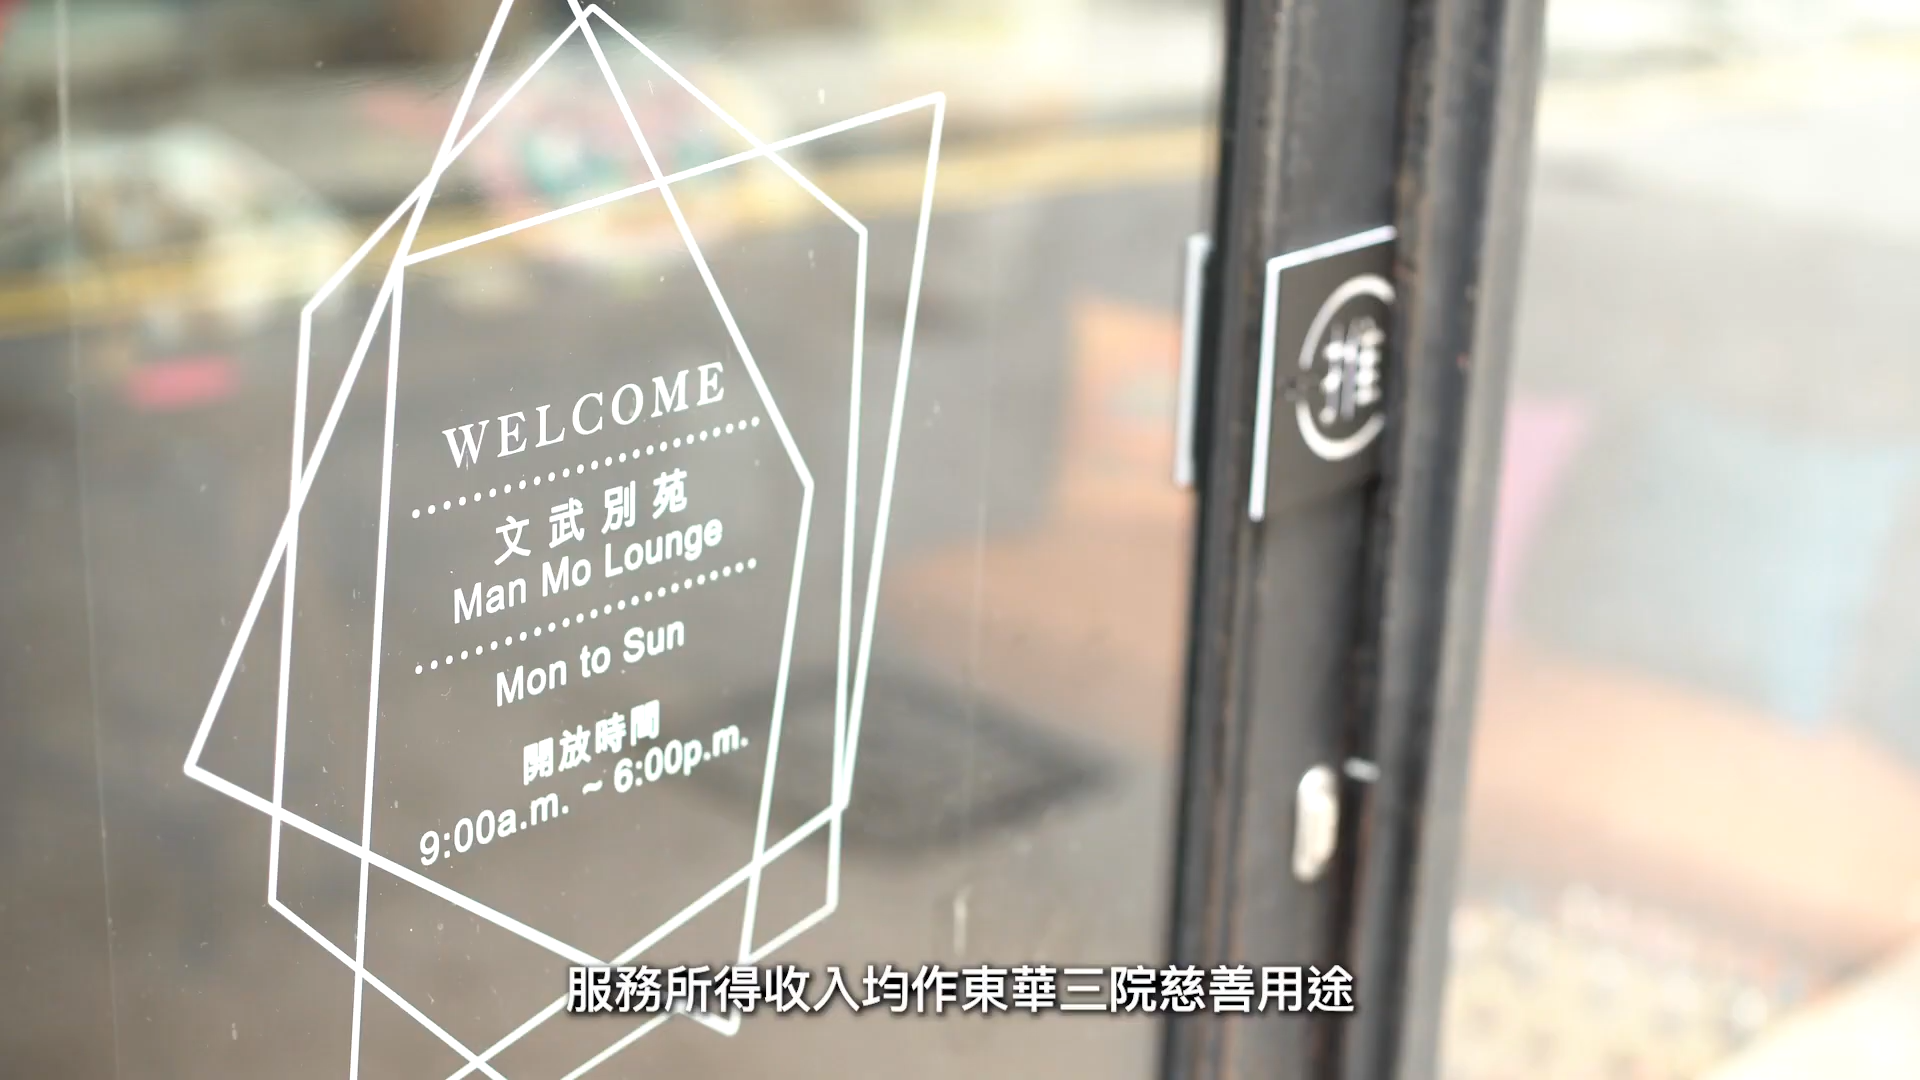 WELCOME
文武別苑
Man Mo Lounge
Mon to Sun
開放時間
9:00a.m. ~ 6:00p.m.
推
服務所得收入均作東華三院慈善用途